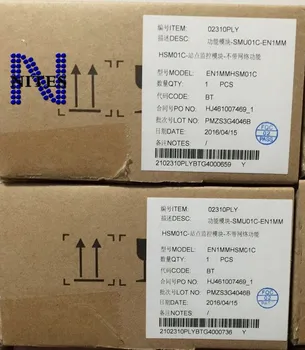 NITES
编号ITEM: 02310PLY
描述DESC: 功能模块-SMU01C-EN1MM
HSM01C-站点监控模块-不带网络功能
型号MODEL: EN1MMHSM01C
数量QTY: 1 PC
代码CODE: BT
合同号PO NO. HJ461007469_1
批次号LOT NO PMZS3G4046B
日期DATE: 2016/04/15
备注NOTES: /
2102310PLYBTG4000659 Y
编号ITEM: 02310PLY
描述DESC: 功能模块-SMU01C-EN1MM
HSM01C-站点监控模块-不带网络功能
型号MODEL: EN1MMHSM01C
数量QTY: 1 PC
代码CODE: BT
合同号PO NO. HJ461007469_1
批次号LOT NO PMZS3G4046B
日期DATE: 2016/04/15
备注NOTES: /
2102310PLYBTG4000736 Y